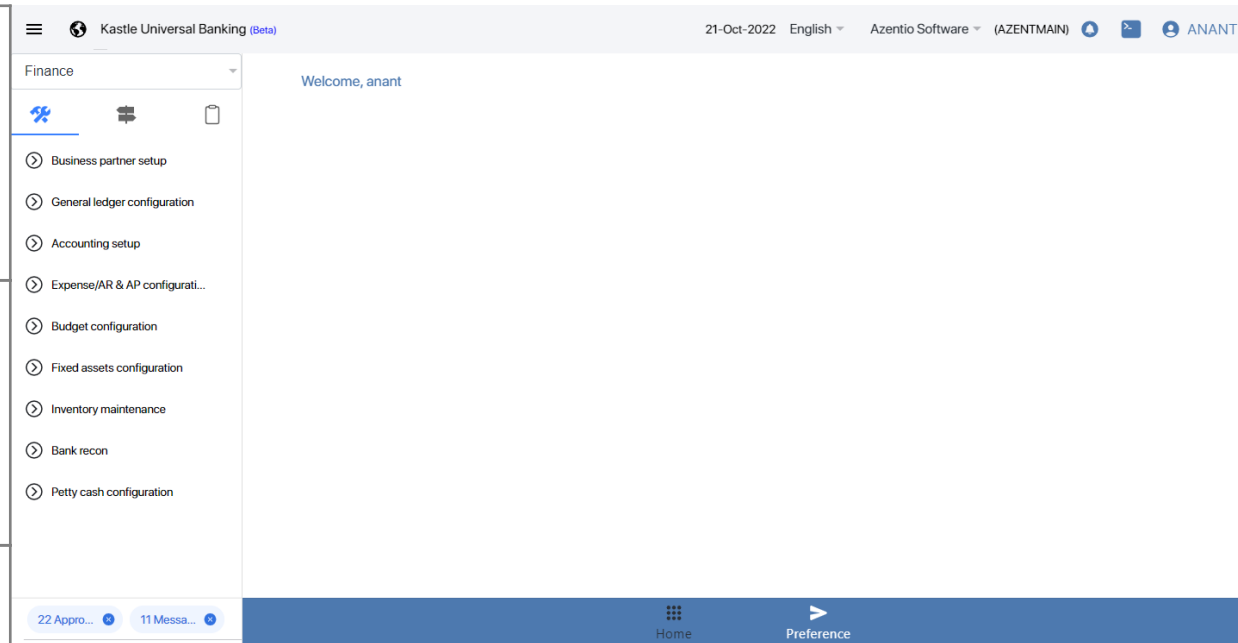 Kastle Universal Banking (Beta)
21-Oct-2022 English Azentio Software (AZENTMAIN) ANANT
Finance
Welcome, anant
Business partner setup
General ledger configuration
Accounting setup
Expense/AR & AP configurati...
Budget configuration
Fixed assets configuration
Inventory maintenance
Bank recon
Petty cash configuration
22 Appro... 11 Messa...
Home Preference